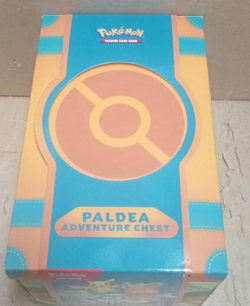 POKéMON
TRADING CARD GAME
PALDEA
ADVENTURE CHEST